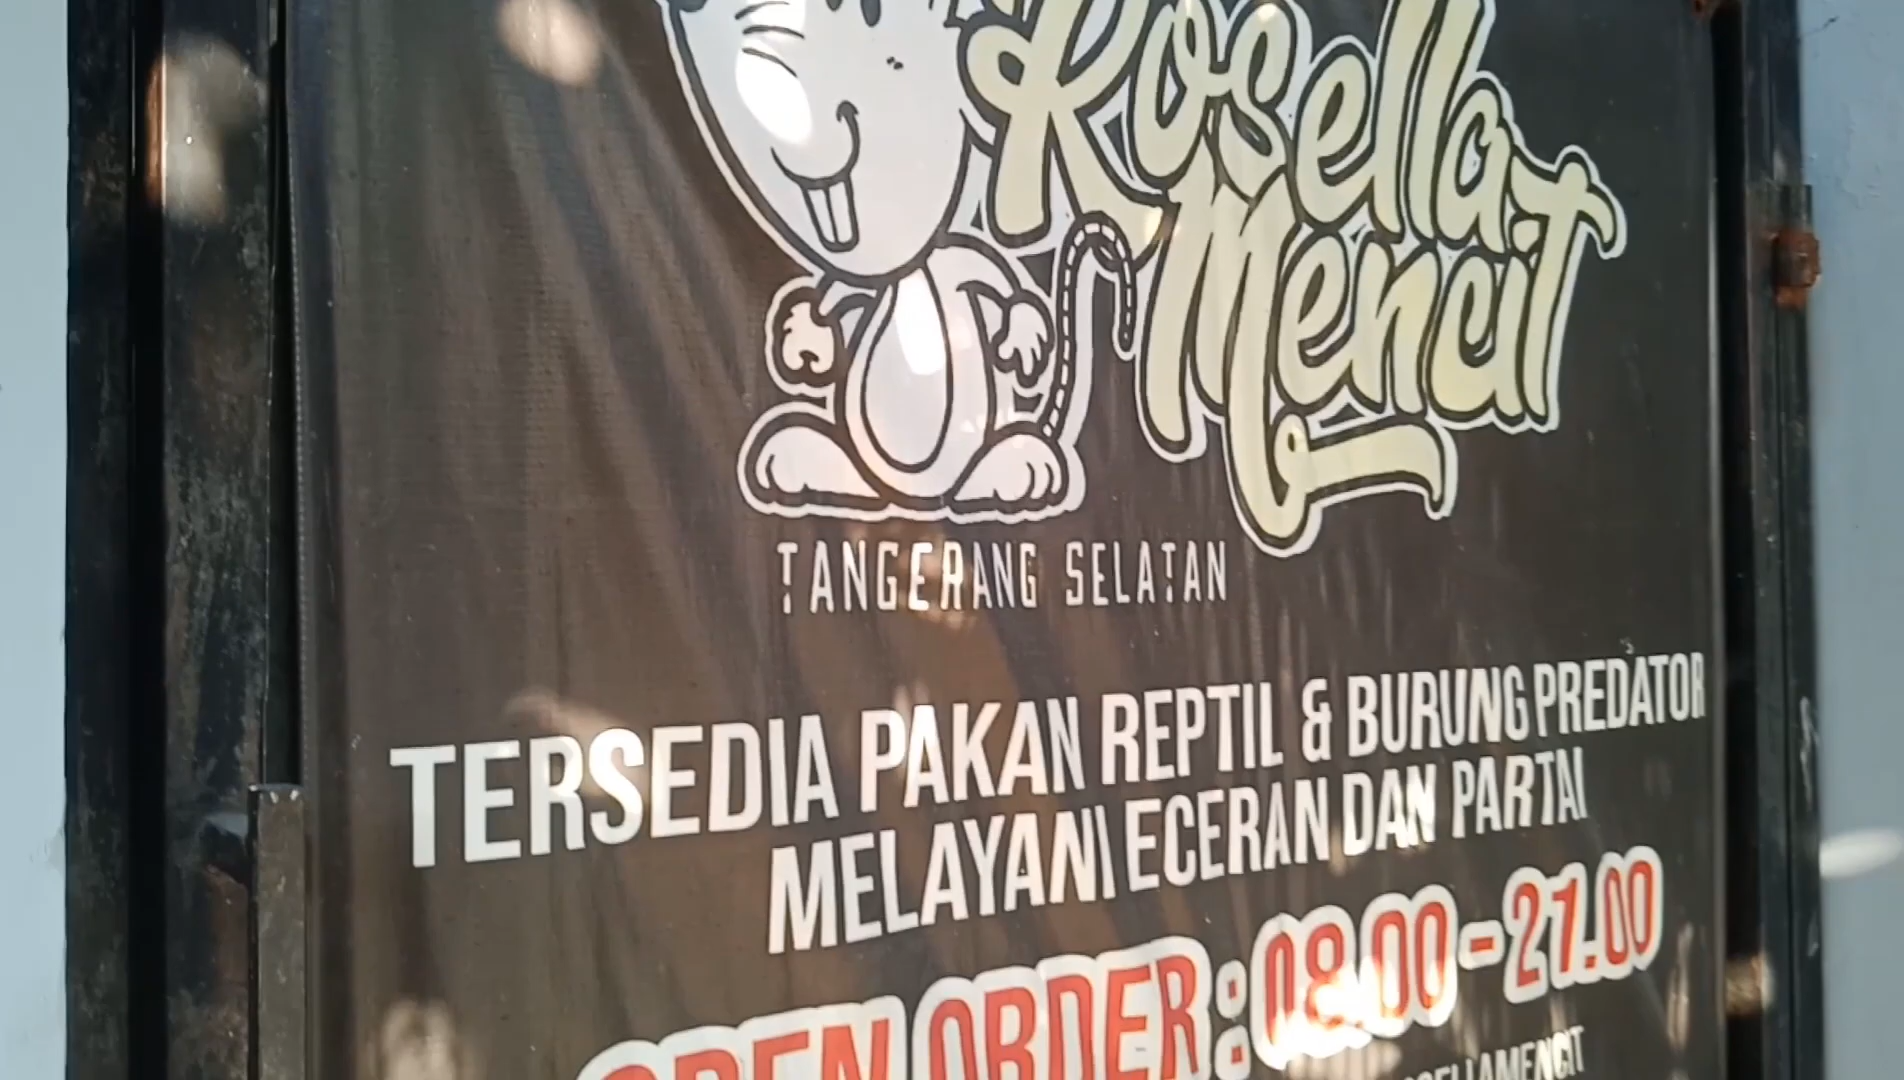 Rosella
Mencit
TANGERANG SELATAN
TERSEDIA PAKAN REPTIL & BURUNG PREDATOR
MELAYANI ECERAN DAN PARTAI
OPEN ORDER : 08.00 - 21.00
ROSELLAMENCIT